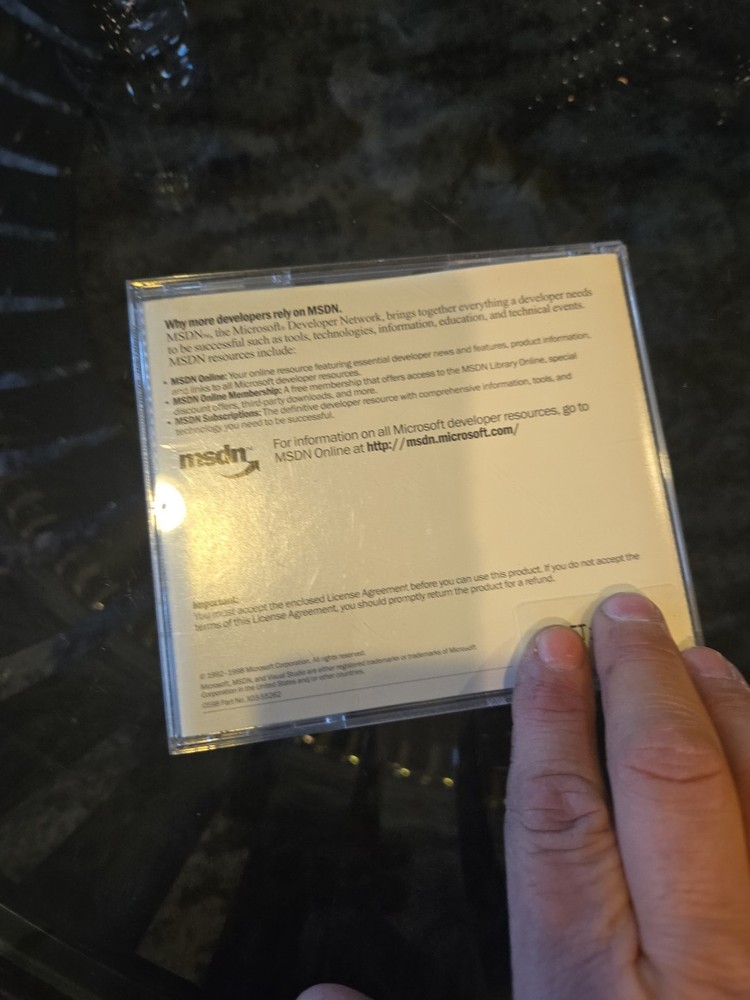 Why more developers rely on MSDN.
MSDN™, the Microsoft® Developer Network, brings together everything a developer needs
to be successful such as tools, technologies, information, education, and technical events.
MSDN resources include:
• MSDN Online: Your online resource featuring essential developer news and features, product information,
and links to all Microsoft developer resources.
• MSDN Online Membership: A free membership that offers access to the MSDN Library Online, special
discount offers, third-party downloads, and more.
• MSDN Subscriptions: The definitive developer resource with comprehensive information, tools, and
technology you need to be successful.
msdn™
For information on all Microsoft developer resources, go to
MSDN Online at http://msdn.microsoft.com/
Important:
You must accept the enclosed License Agreement before you can use this product. If you do not accept the
terms of this License Agreement, you should promptly return the product for a refund.
© 1992-1998 Microsoft Corporation. All rights reserved.
Microsoft, MSDN, and Visual Studio are either registered trademarks or trademarks of Microsoft
Corporation in the United States and/or other countries.
0598 Part No. X03-55262